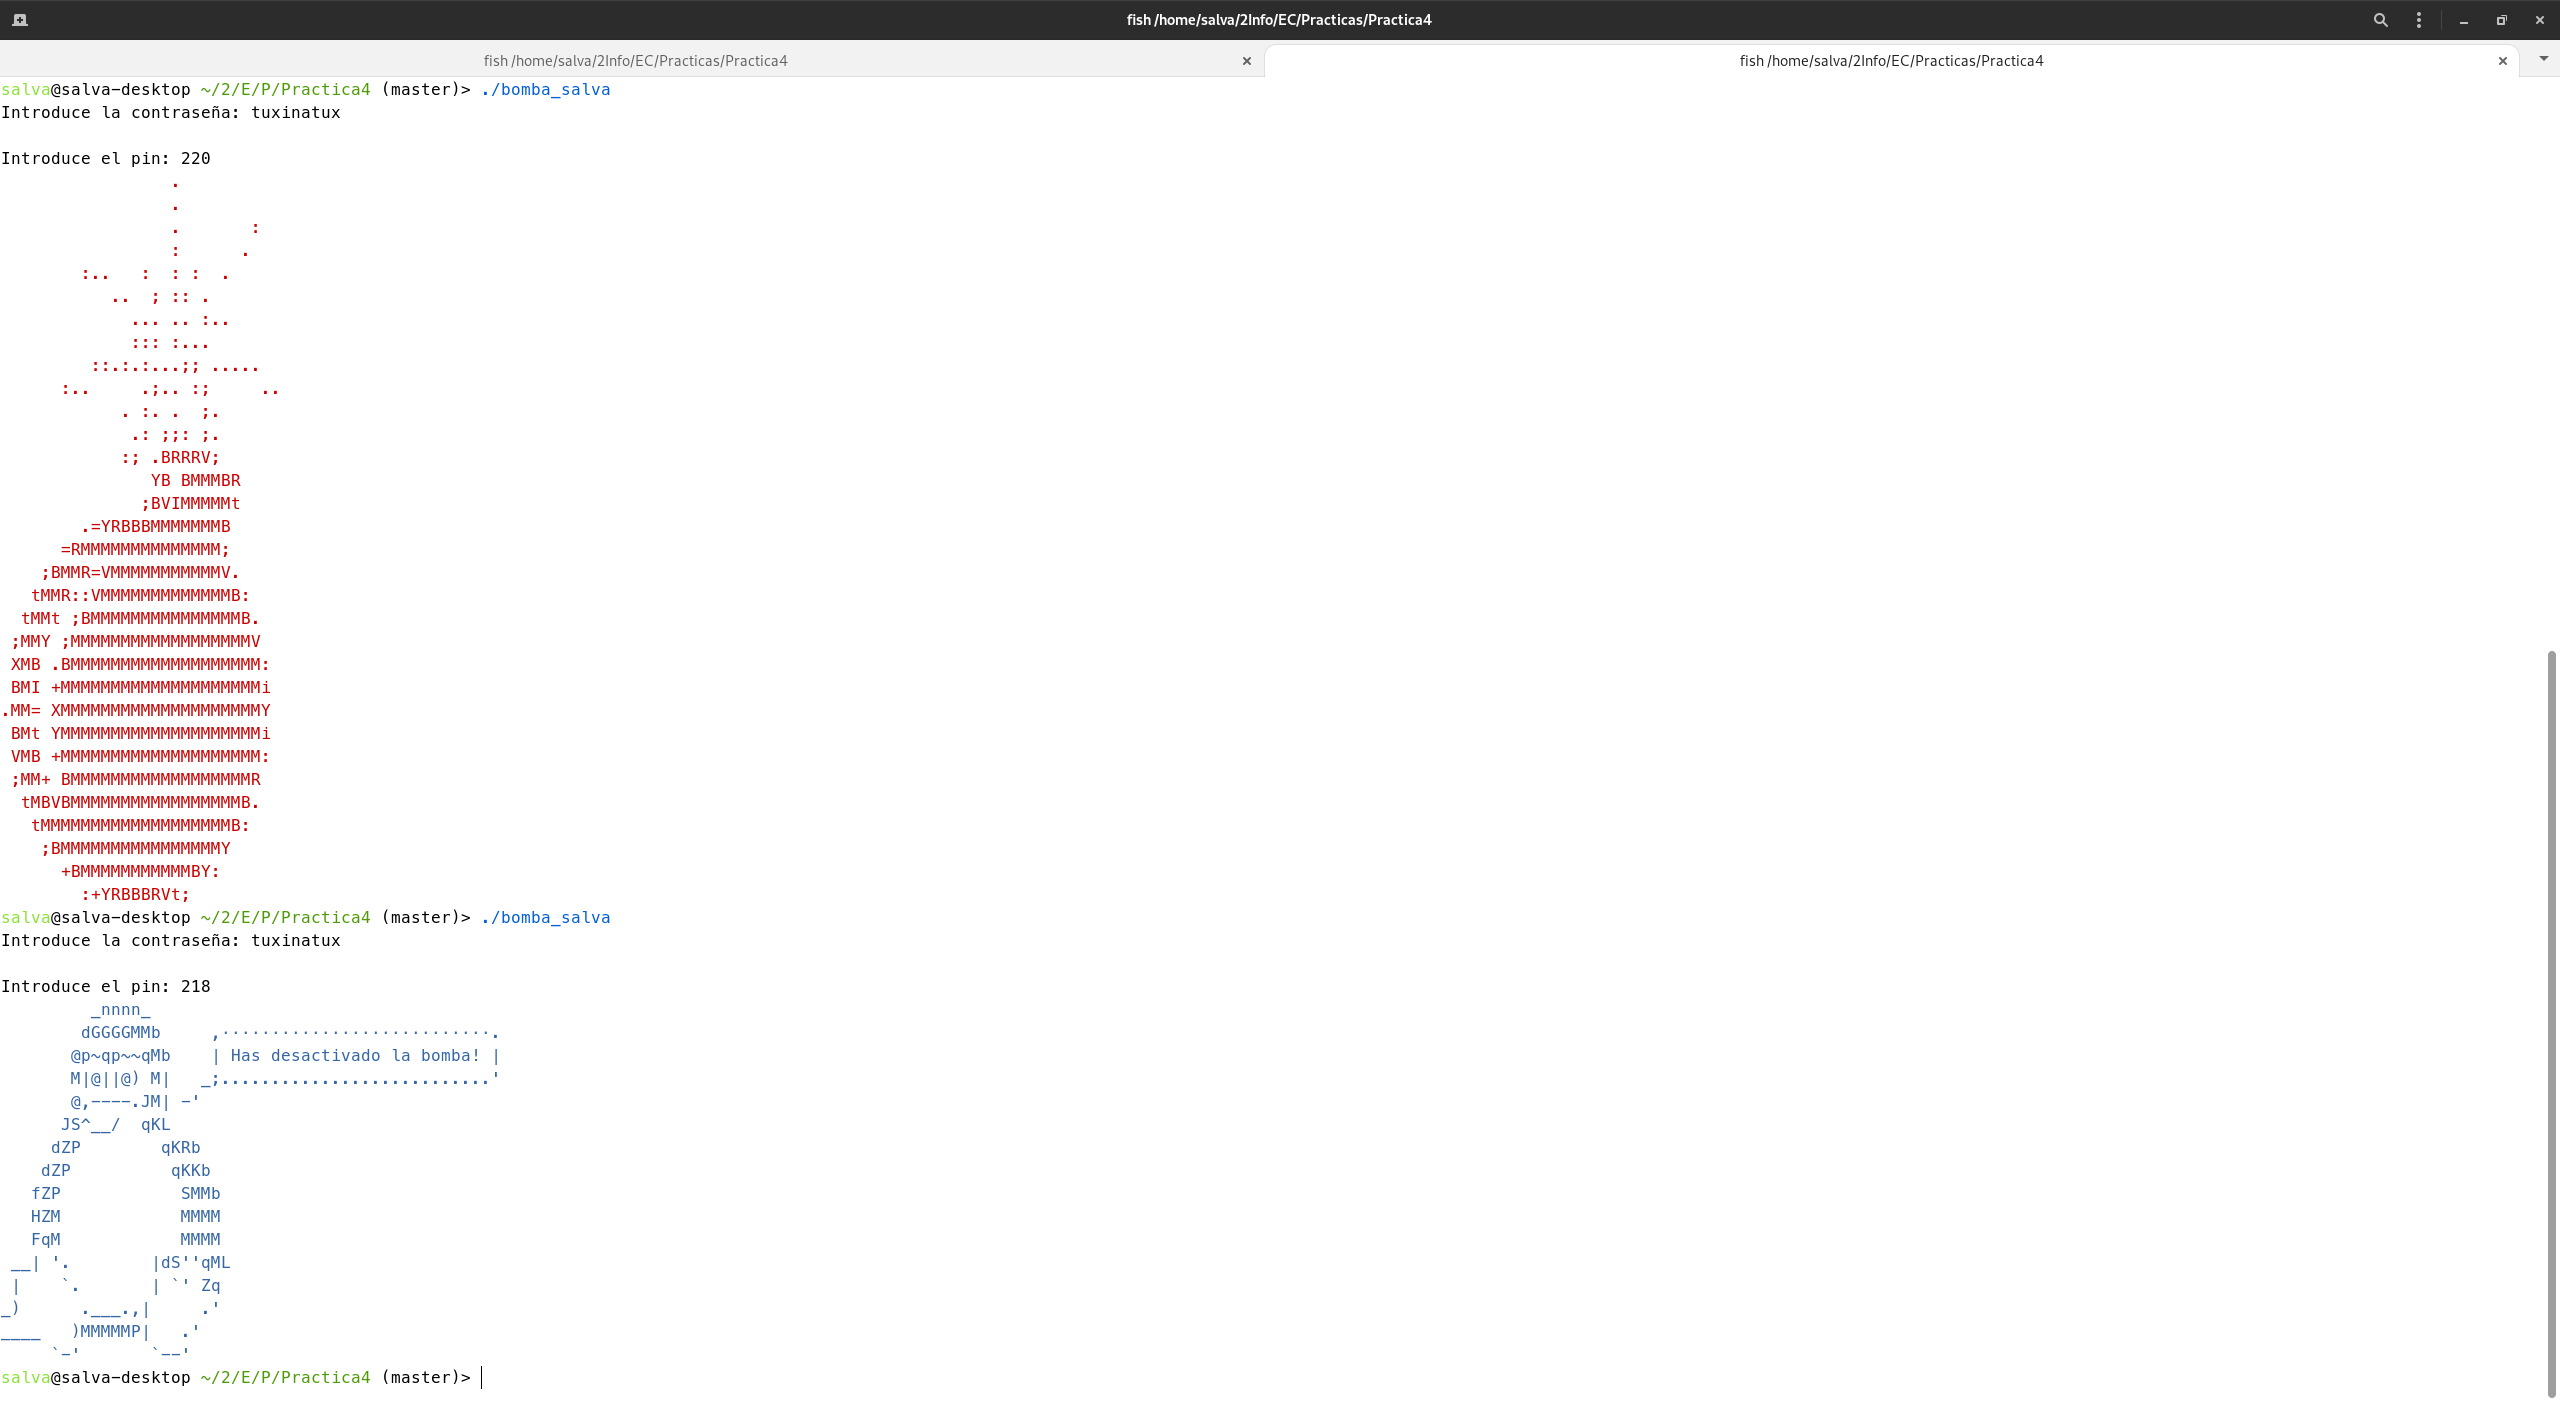 fish /home/salva/2Info/EC/Practicas/Practica4
fish /home/salva/2Info/EC/Practicas/Practica4
fish /home/salva/2Info/EC/Practicas/Practica4
salva@salva-desktop ~/2/E/P/Practica4 (master)> ./bomba_salva
Introduce la contraseña: tuxinatux
Introduce el pin: 220
                 .
                 .
                 .       :
                 :      .
        :..   :  : :  .
           ..  ; :: .
             ... .. :..
             ::: :...
         ::.:.:...;; .....
      :..     .;.. :;     ..
            . :. .  ;.
             .: ;;: ;.
            :; .BRRRV;
               YB BMMMBR
              ;BVIMMMMMt
        .=YRBBBMMMMMMMB
      =RMMMMMMMMMMMMMM;
    ;BMMR=VMMMMMMMMMMMV.
   tMMR::VMMMMMMMMMMMMMB:
  tMMt ;BMMMMMMMMMMMMMMMB.
 ;MMY ;MMMMMMMMMMMMMMMMMMV
 XMB .BMMMMMMMMMMMMMMMMMMM:
 BMI +MMMMMMMMMMMMMMMMMMMMi
.MM= XMMMMMMMMMMMMMMMMMMMMY
 BMt YMMMMMMMMMMMMMMMMMMMMi
 VMB +MMMMMMMMMMMMMMMMMMMM:
 ;MM+ BMMMMMMMMMMMMMMMMMMR
  tMBVBMMMMMMMMMMMMMMMMMB.
   tMMMMMMMMMMMMMMMMMMMB:
    ;BMMMMMMMMMMMMMMMMY
      +BMMMMMMMMMMMBY:
        :+YRBBBRVt;
salva@salva-desktop ~/2/E/P/Practica4 (master)> ./bomba_salva
Introduce la contraseña: tuxinatux
Introduce el pin: 218
         _nnnn_
        dGGGGMMb     ,···························.
       @p~qp~~qMb    | Has desactivado la bomba! |
       M|@||@) M|   _;...........................'
       @,----.JM| -'
      JS^__/  qKL
     dZP        qKRb
    dZP          qKKb
   fZP            SMMb
   HZM            MMMM
   FqM            MMMM
 __| '.        |dS''qML
 |    `.       | `' Zq
_)      .___.,|     .'
____   )MMMMMP|   .'
     `-'       `--'
salva@salva-desktop ~/2/E/P/Practica4 (master)>